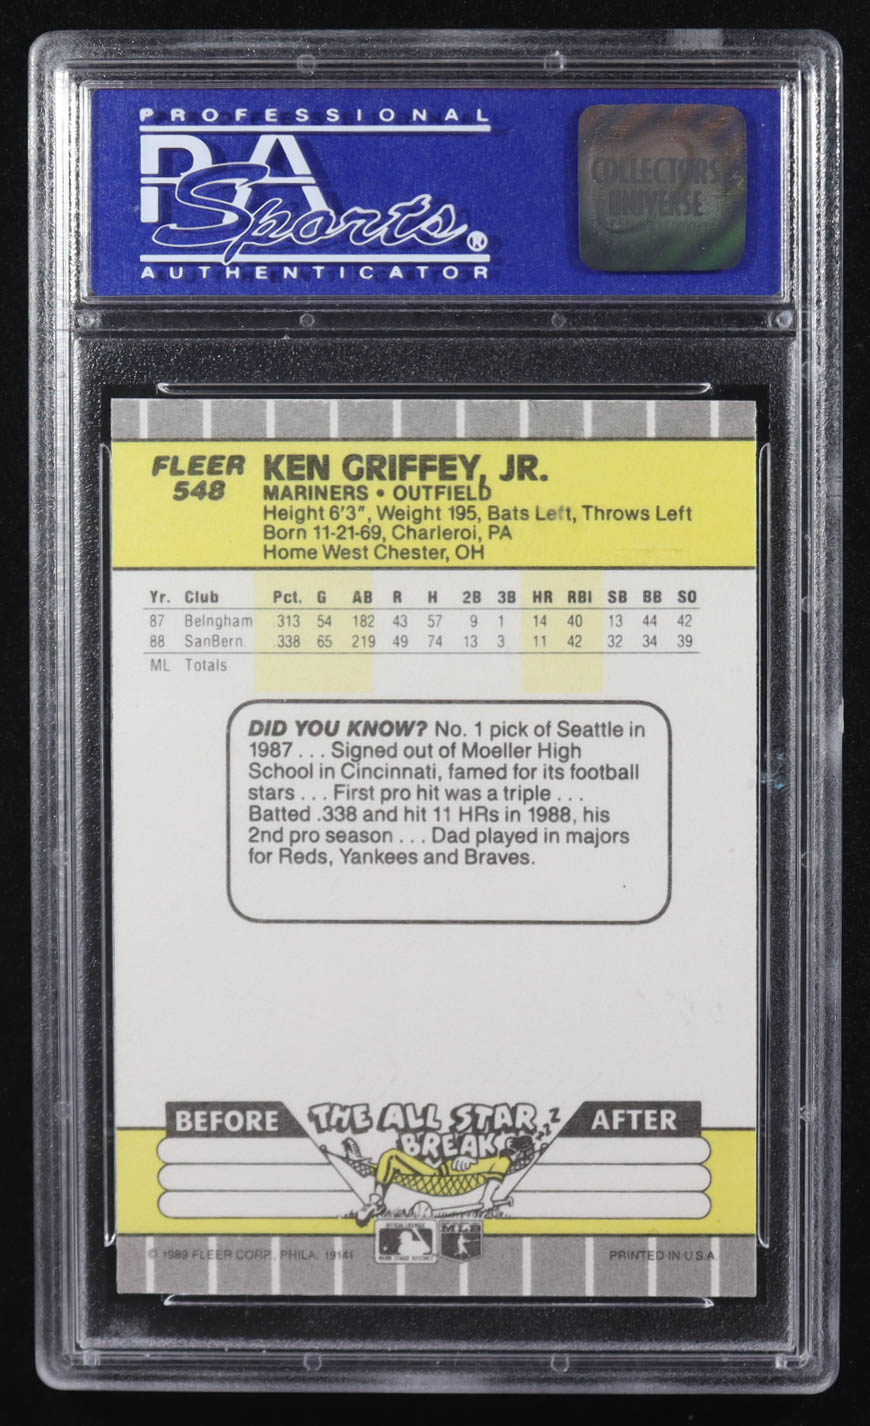 PROFESSIONAL
PSA
Sports®
AUTHENTICATOR
COLLECTORS
UNIVERSE
FLEER
548
KEN GRIFFEY, JR.
MARINERS • OUTFIELD
Height 6'3", Weight 195, Bats Left, Throws Left
Born 11-21-69, Charleroi, PA
Home West Chester, OH
Yr. Club Pct. G AB R H 2B 3B HR RBI SB BB SO
87 Belngham .313 54 182 43 57 9 1 14 40 13 44 42
88 SanBern. .338 65 219 49 74 13 3 11 42 32 34 39
ML Totals
DID YOU KNOW? No. 1 pick of Seattle in
1987 . . . Signed out of Moeller High
School in Cincinnati, famed for its football
stars . . . First pro hit was a triple . . .
Batted .338 and hit 11 HRs in 1988, his
2nd pro season . . . Dad played in majors
for Reds, Yankees and Braves.
BEFORE THE ALL STAR BREAK AFTER
ZZZ
MLB
© 1989 FLEER CORP., PHILA. 19141
PRINTED IN U.S.A.